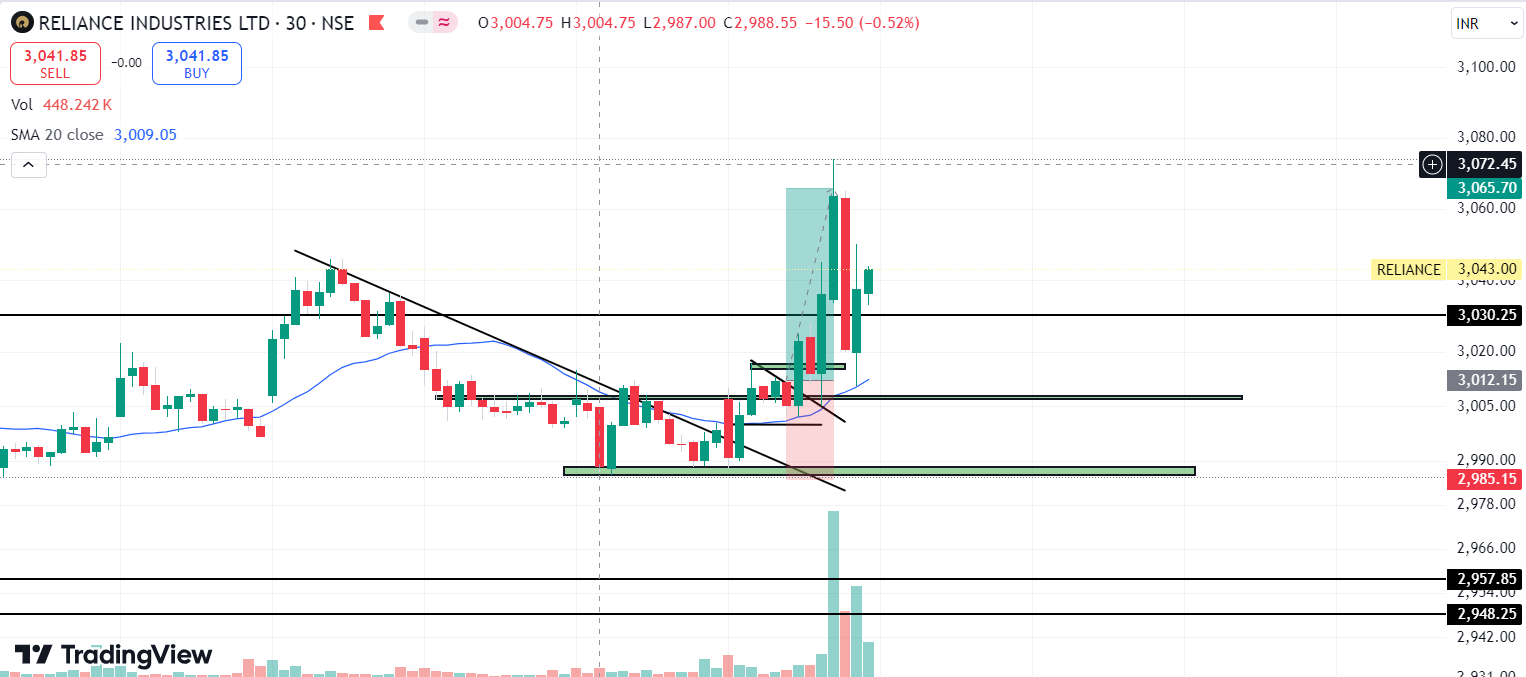 RELIANCE INDUSTRIES LTD · 30 · NSE
O3,004.75 H3,004.75 L2,987.00 C2,988.55 −15.50 (−0.52%)
INR
3,041.85
SELL
−0.00
3,041.85
BUY
Vol 448.242 K
SMA 20 close 3,009.05
3,100.00
3,080.00
3,072.45
3,065.70
3,060.00
RELIANCE 3,043.00
3,040.00
3,030.25
3,020.00
3,012.15
3,005.00
2,990.00
2,985.15
2,978.00
2,966.00
2,957.85
2,954.00
2,948.25
2,942.00
2,931.00
TradingView